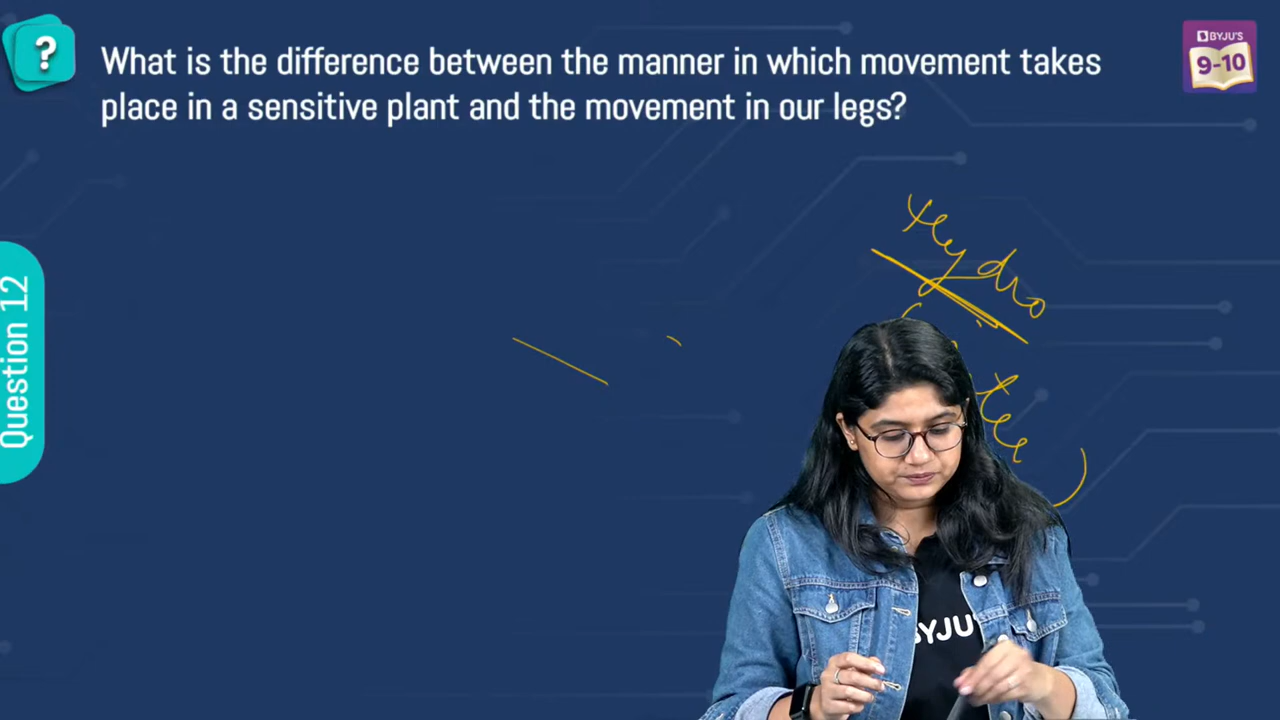 ?
What is the difference between the manner in which movement takes
place in a sensitive plant and the movement in our legs?
BYJU'S
9-10
Question 12
Hydro
BYJU'